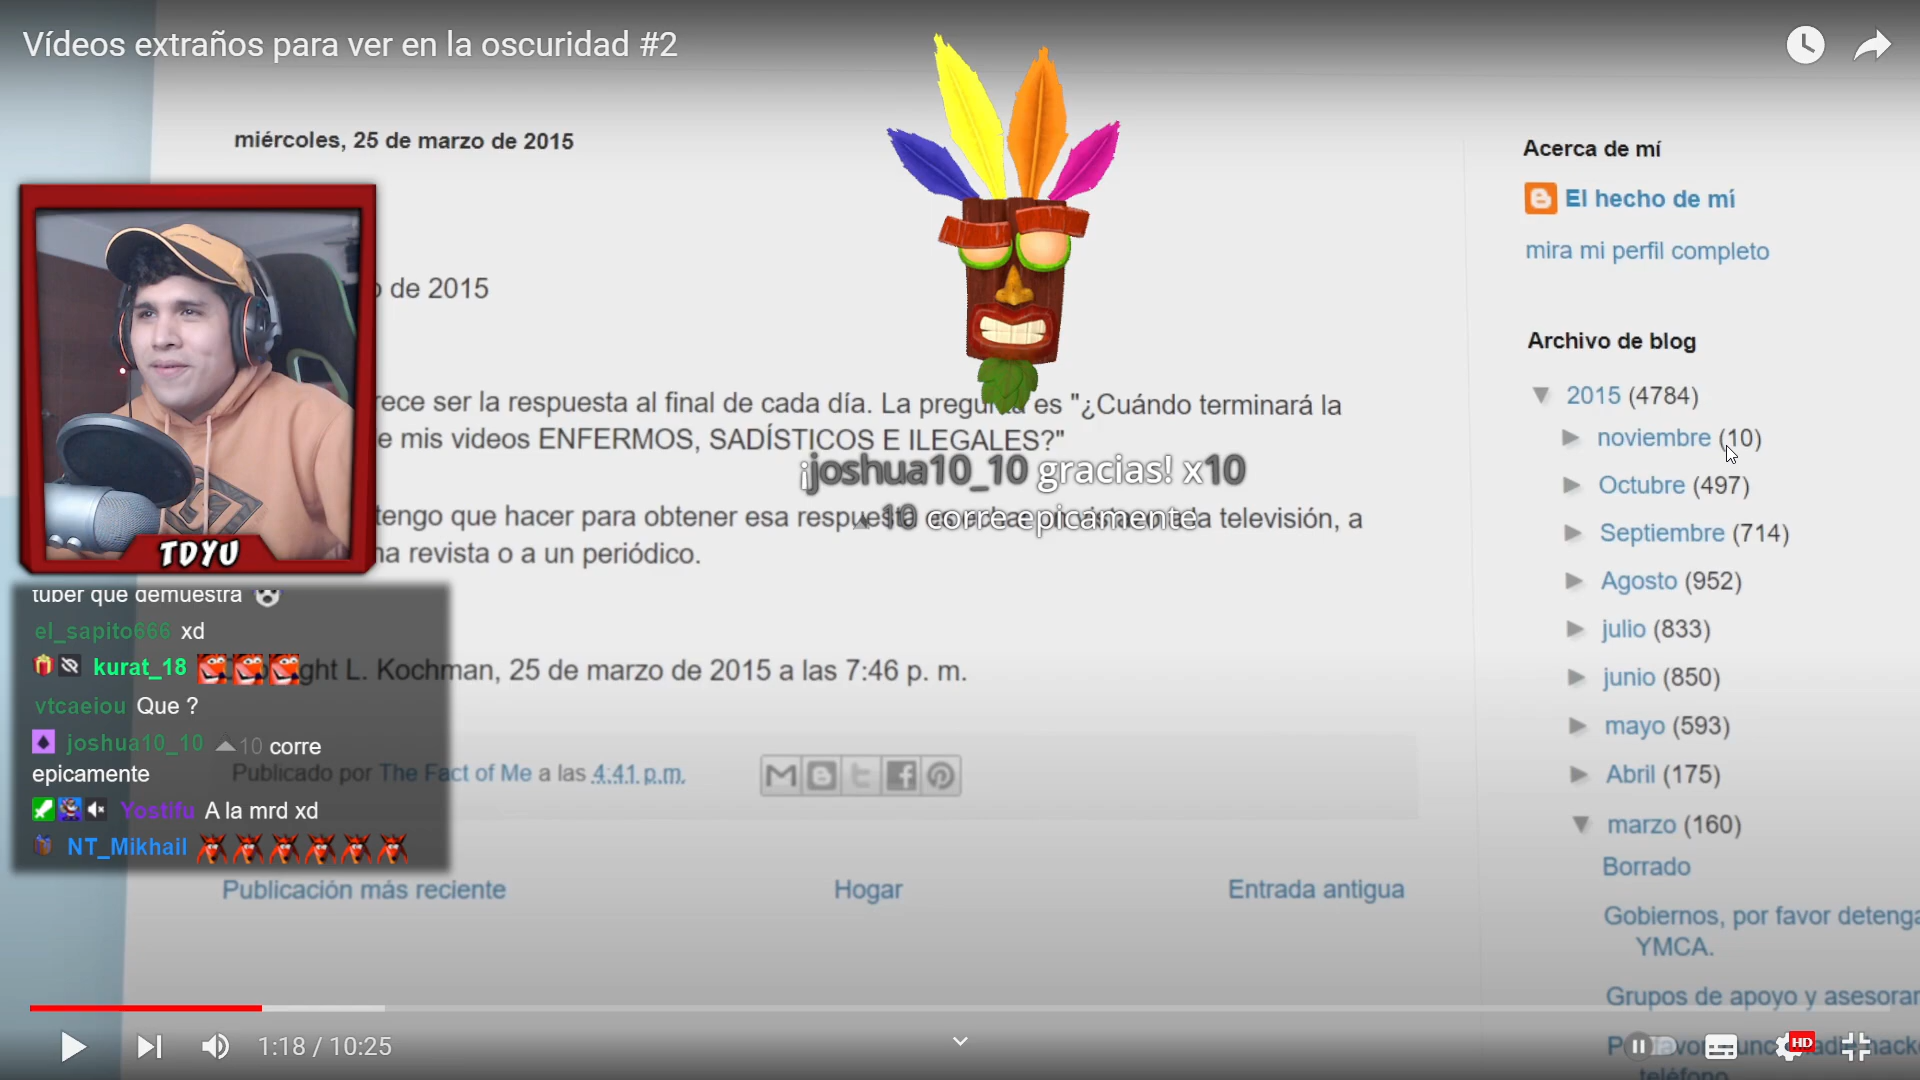 Vídeos extraños para ver en la oscuridad #2
miércoles, 25 de marzo de 2015
de 2015
rece ser la respuesta al final de cada día. La pregunta es "¿Cuándo terminará la
e mis videos ENFERMOS, SADÍSTICOS E ILEGALES?"
¡joshua10_10 gracias! x10
10 corre epicamente
tengo que hacer para obtener esa respuesta la televisión, a
na revista o a un periódico.
ght L. Kochman, 25 de marzo de 2015 a las 7:46 p. m.
Publicado por The Fact of Me a las 4:41 p.m.
Publicación más reciente
Hogar
Entrada antigua
Acerca de mí
El hecho de mí
mira mi perfil completo
Archivo de blog
2015 (4784)
noviembre (10)
Octubre (497)
Septiembre (714)
Agosto (952)
julio (833)
junio (850)
mayo (593)
Abril (175)
marzo (160)
Borrado
Gobiernos, por favor detenga
YMCA.
Grupos de apoyo y asesorar
teléfono
TDYU
tuber que demuestra
el_sapito666 xd
kurat_18
vtcaeiou Que ?
joshua10_10 10 corre
epicamente
Yostifu A la mrd xd
NT_Mikhail
1:18 / 10:25
HD